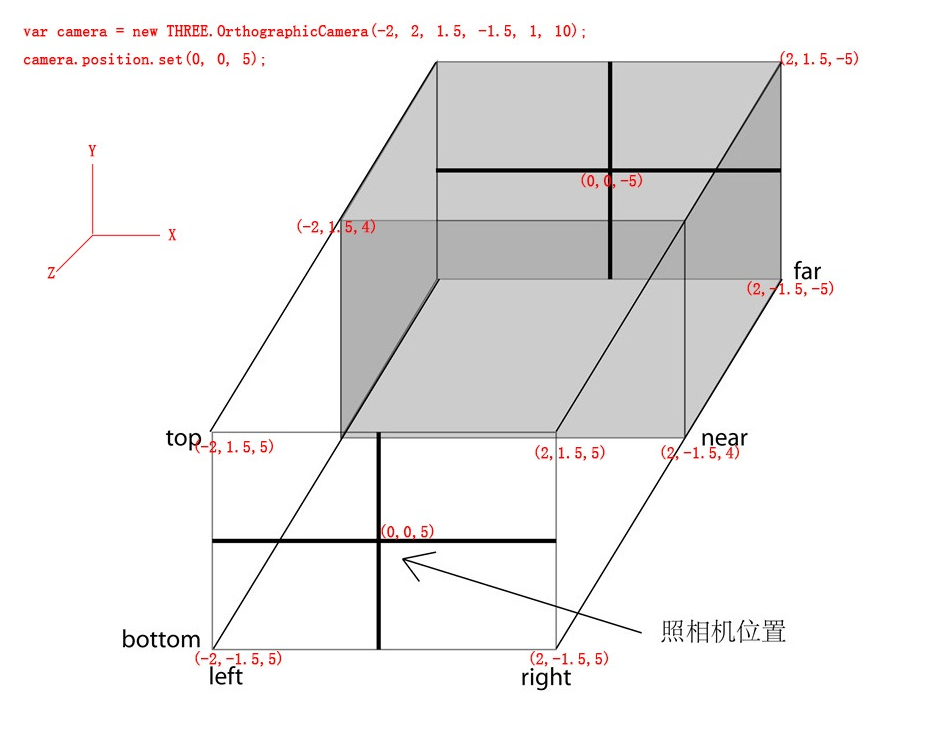 var camera = new THREE.OrthographicCamera(-2, 2, 1.5, -1.5, 1, 10);
camera.position.set(0, 0, 5);
(2,1.5,-5)
Y
(0,0,-5)
(-2,1.5,4)
X
Z
far
(2,-1.5,-5)
top
(-2,1.5,5)
(2,1.5,5)
near
(2,-1.5,4)
(0,0,5)
照相机位置
bottom
(-2,-1.5,5)
(2,-1.5,5)
left
right